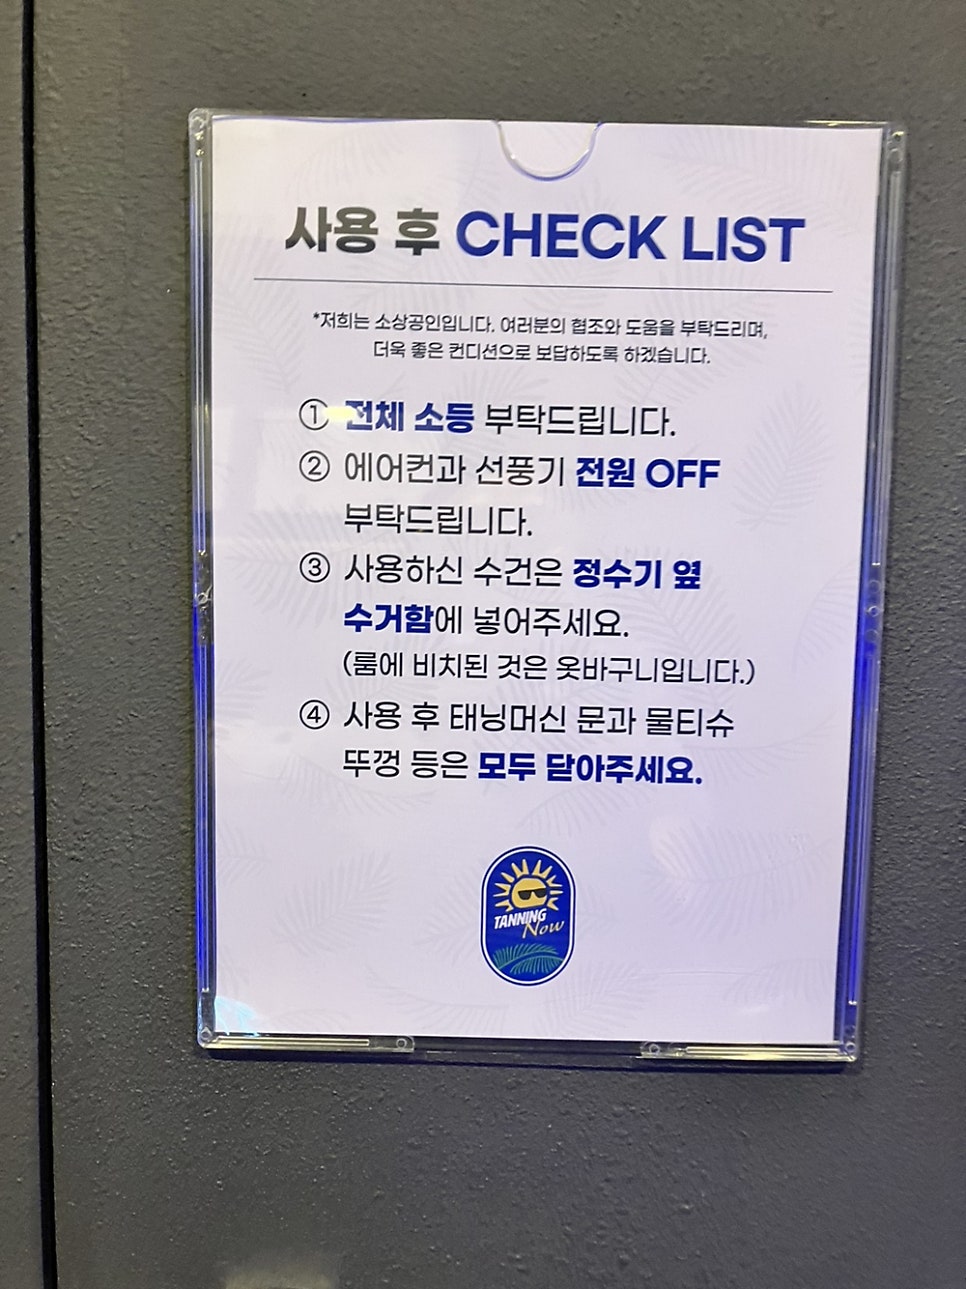 사용 후 CHECK LIST
*저희는 소상공인입니다. 여러분의 협조와 도움을 부탁드리며,
더욱 좋은 컨디션으로 보답하도록 하겠습니다.
① 전체 소등 부탁드립니다.
② 에어컨과 선풍기 전원 OFF
부탁드립니다.
③ 사용하신 수건은 정수기 옆
수거함에 넣어주세요.
(룸에 비치된 것은 옷바구니입니다.)
④ 사용 후 태닝머신 문과 물티슈
뚜껑 등은 모두 닫아주세요.
TANNING
Now